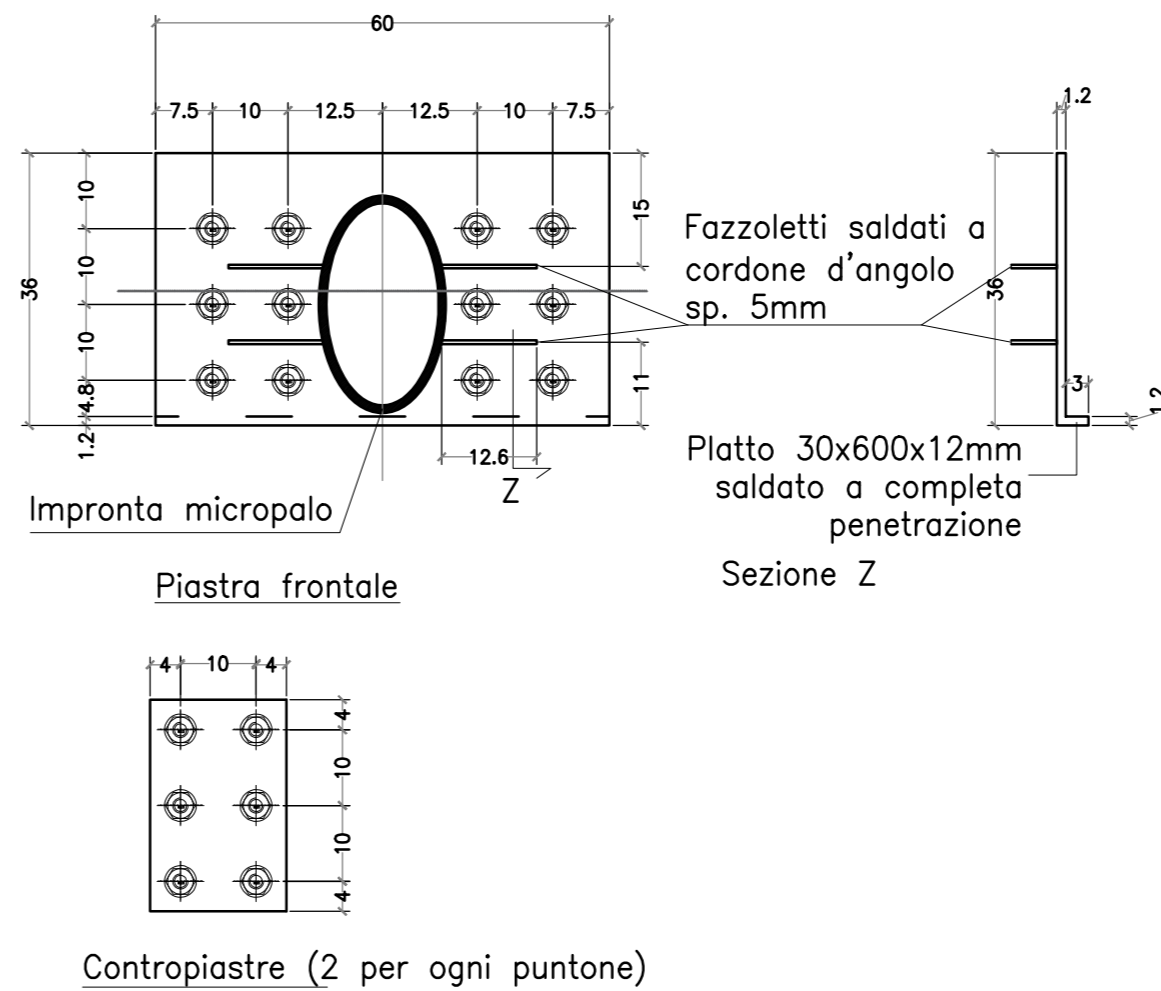 60
7.5 10 12.5 12.5 10 7.5
1.2
10
10
10
4.8
1.2
36
15
11
12.6
Z
36
3
1.2
Fazzoletti saldati a
cordone d'angolo
sp. 5mm
Platto 30x600x12mm
saldato a completa
penetrazione
Impronta micropalo
Sezione Z
Piastra frontale
4 10 4
4
10
10
4
Contropiastre (2 per ogni puntone)